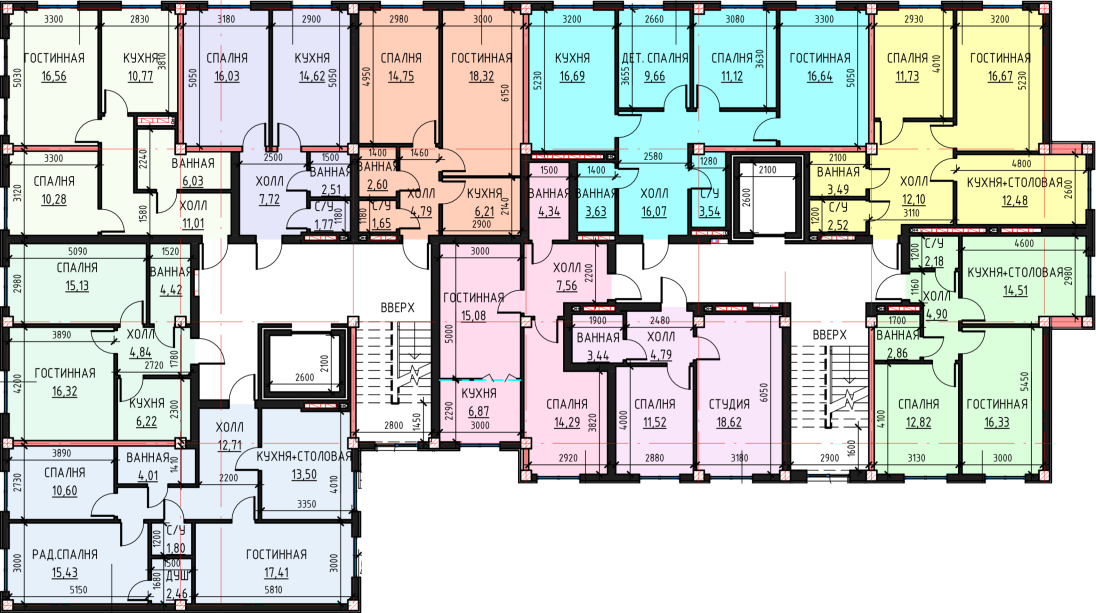 3300
2830
3180
2900
2980
3000
3200
2660
3080
3300
2930
3200
ГОСТИННАЯ
16,56
КУХНЯ
10,77
СПАЛНЯ
16,03
КУХНЯ
14,62
СПАЛНЯ
14,75
ГОСТИННАЯ
18,32
КУХНЯ
16,69
ДЕТ. СПАЛНЯ
9,66
СПАЛНЯ
11,12
ГОСТИННАЯ
16,64
СПАЛНЯ
11,73
ГОСТИННАЯ
16,67
5030
3810
5050
5050
4950
6150
5230
3655
3630
5050
4010
5230
3300
СПАЛНЯ
10,28
3120
2240
ВАННАЯ
6,03
1580
ХОЛЛ
11,01
2500
ХОЛЛ
7,72
1500
ВАННАЯ
2,51
С/У
1,77
1180
1400
ВАННАЯ
2,60
1460
1180
С/У
1,65
ХОЛЛ
4,79
КУХНЯ
6,21
2140
2900
1500
ВАННАЯ
4,34
1400
ВАННАЯ
3,63
2580
ХОЛЛ
16,07
1280
С/У
3,54
2100
2600
2100
ВАННАЯ
3,49
1200
С/У
2,52
ХОЛЛ
12,10
3110
4800
КУХНЯ+СТОЛОВАЯ
12,48
2600
5090
СПАЛНЯ
15,13
2980
1520
ВАННАЯ
4,42
3890
ГОСТИННАЯ
16,32
4200
ХОЛЛ
4,84
2720
1780
КУХНЯ
6,22
2300
2100
2600
ВВЕРХ
2800
1450
3000
ГОСТИННАЯ
15,08
5000
КУХНЯ
6,87
2290
3000
ХОЛЛ
7,56
2200
СПАЛНЯ
14,29
3820
2920
1900
ВАННАЯ
3,44
2480
ХОЛЛ
4,79
СПАЛНЯ
11,52
4000
2880
СТУДИЯ
18,62
6050
3180
ВВЕРХ
1600
2900
1200
С/У
2,18
4600
КУХНЯ+СТОЛОВАЯ
14,51
2980
1160
ХОЛЛ
4,90
1700
ВАННАЯ
2,86
СПАЛНЯ
12,82
4100
3130
ГОСТИННАЯ
16,33
5450
3000
3890
СПАЛНЯ
10,60
2730
ВАННАЯ
4,01
1410
ХОЛЛ
12,71
2200
КУХНЯ+СТОЛОВАЯ
13,50
4010
3350
РАД.СПАЛНЯ
15,43
3000
5150
1200
С/У
1,80
1500
ДУШ
2,46
1680
ГОСТИННАЯ
17,41
3000
5810